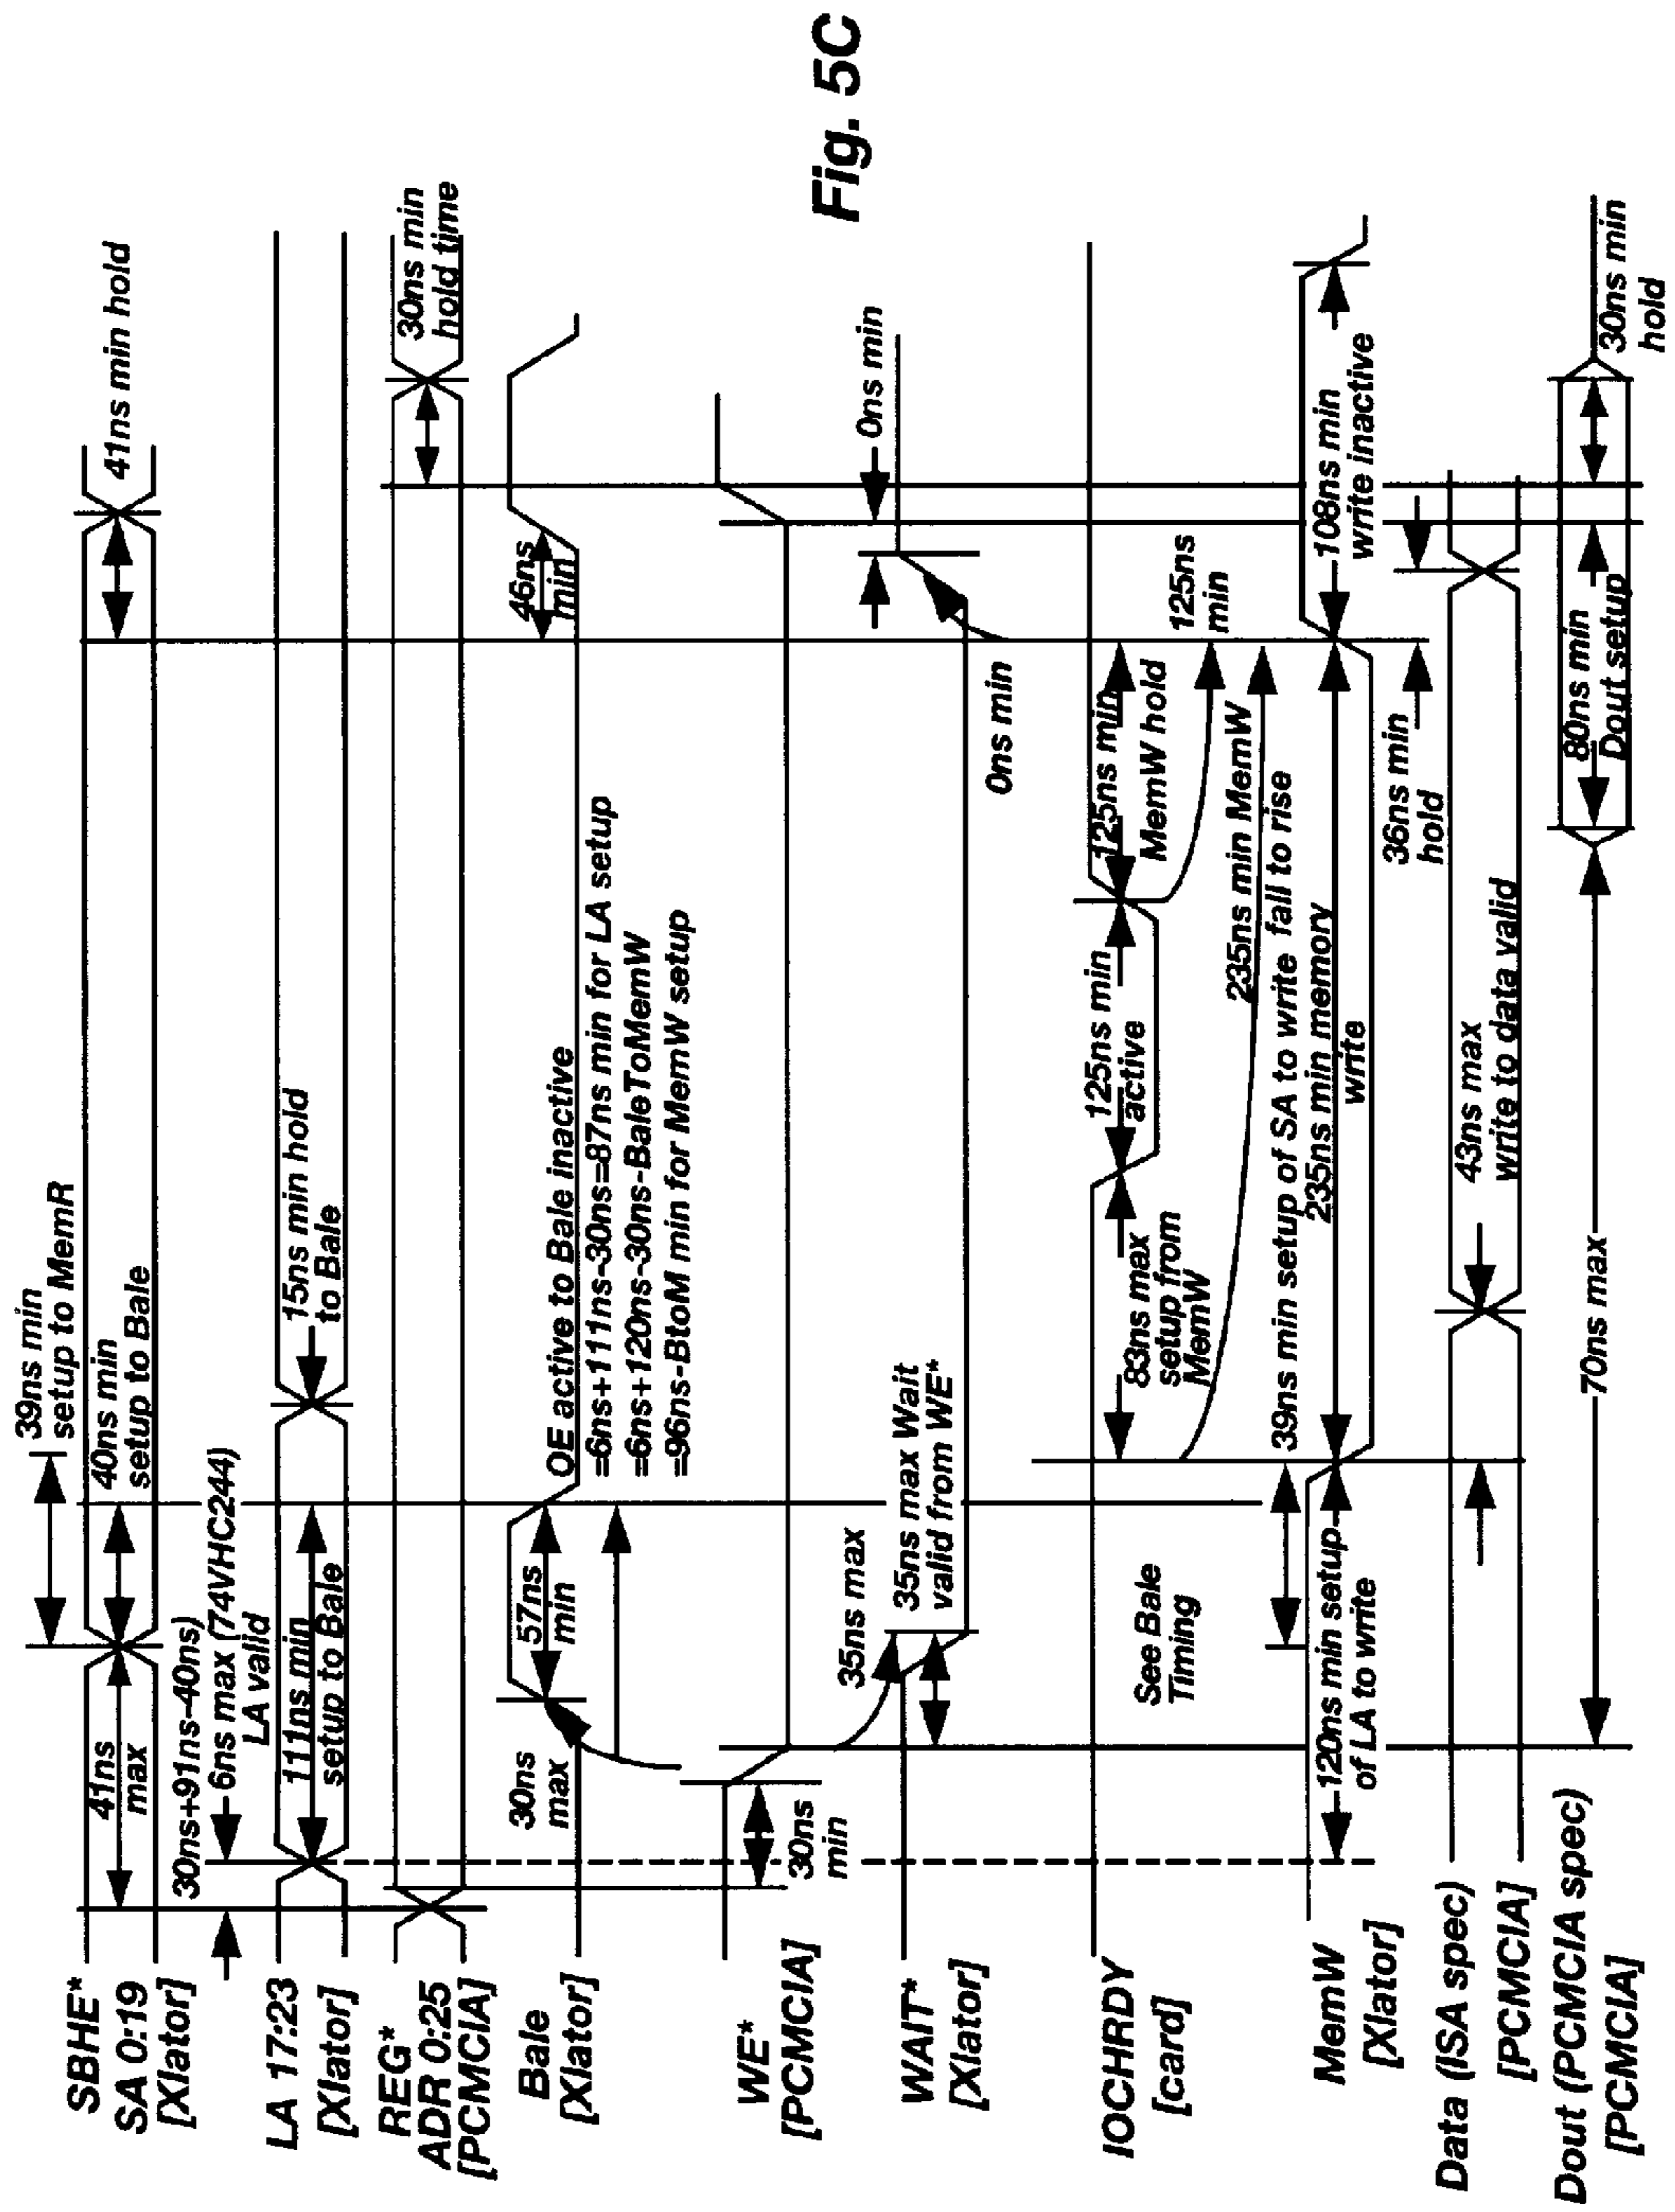 SBHE*
SA 0:19
[Xlator]
39ns min
setup to MemR
41ns
max
40ns min
setup to Bale
41ns min hold
30ns+91ns-40ns)
6ns max (74VHC244)
LA valid
LA 17:23
[Xlator]
111ns min
setup to Bale
15ns min hold
to Bale
REG*
ADR 0:25
[PCMCIA]
30ns min
hold time
Bale
[Xlator]
30ns
max
57ns
min
OE active to Bale inactive
=6ns+111ns-30ns=87ns min for LA setup
=6ns+120ns-30ns-BaleToMemW
=96ns-BtoM min for MemW setup
46ns
min
WE*
[PCMCIA]
30ns
min
WAIT*
[Xlator]
35ns max
35ns max Wait
valid from WE*
0ns min
0ns min
IOCHRDY
[card]
See Bale
Timing
83ns max
setup from
MemW
125ns min
active
125ns min
MemW hold
125ns
min
235ns min MemW
fall to rise
39ns min setup of SA to write
MemW
[Xlator]
120ns min setup
of LA to write
235ns min memory
write
108ns min
write inactive
Data (ISA spec)
[PCMCIA]
43ns max
write to data valid
36ns min
hold
Dout (PCMCIA spec)
[PCMCIA]
70ns max
80ns min
Dout setup
30ns min
hold
Fig. 5C